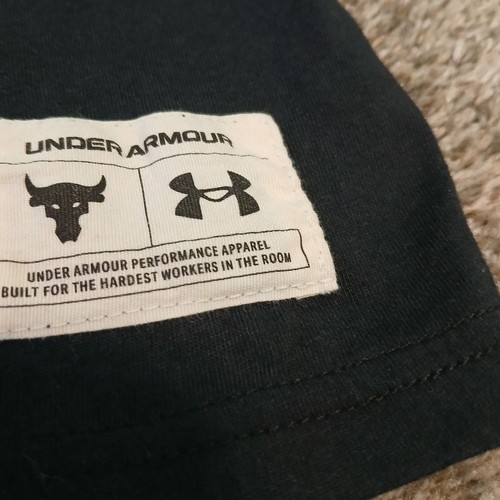 UNDER ARMOUR
UNDER ARMOUR PERFORMANCE APPAREL
BUILT FOR THE HARDEST WORKERS IN THE ROOM